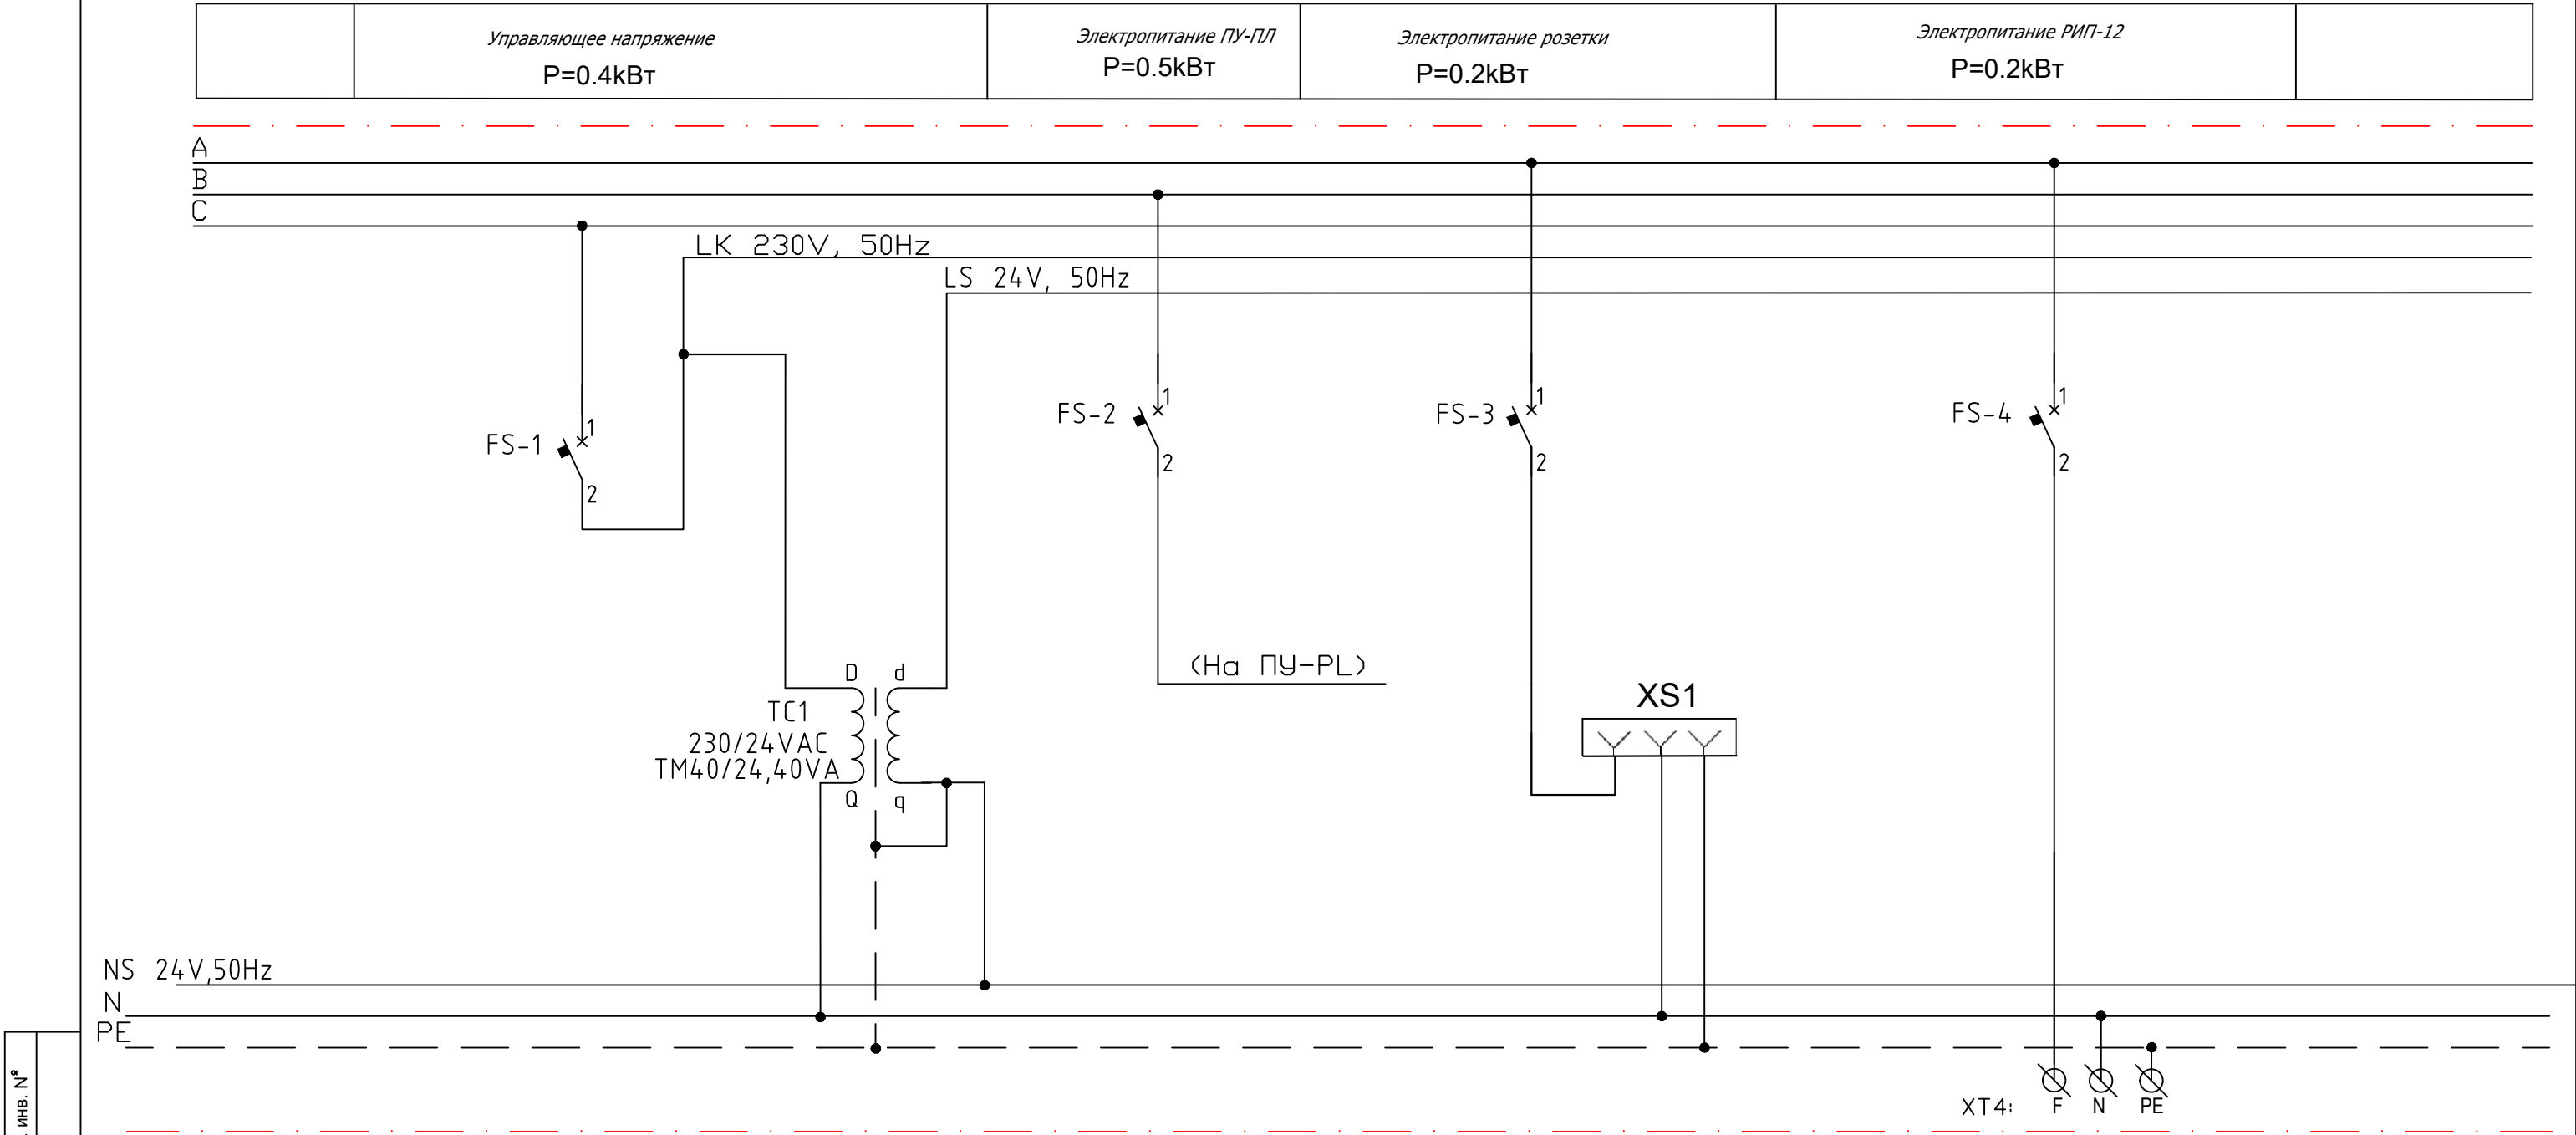 Управляющее напряжение
P=0.4kВт
Электропитание ПУ-ПЛ
P=0.5kВт
Электропитание розетки
P=0.2kВт
Электропитание РИП-12
P=0.2kВт
A
B
C
LK 230V, 50Hz
LS 24V, 50Hz
FS-1
1
2
FS-2
1
2
FS-3
1
2
FS-4
1
2
(На ПУ-PL)
D
d
TC1
230/24VAC
TM40/24,40VA
Q
q
XS1
NS 24V,50Hz
N
PE
XT4:
F
N
PE
инв. №